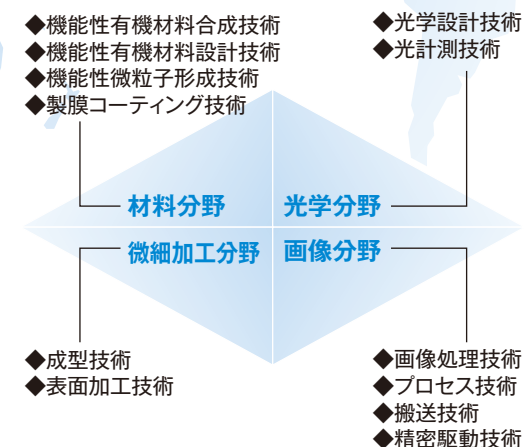 ◆機能性有機材料合成技術
◆機能性有機材料設計技術
◆機能性微粒子形成技術
◆製膜コーティング技術
◆光学設計技術
◆光計測技術
材料分野
光学分野
微細加工分野
画像分野
◆成型技術
◆表面加工技術
◆画像処理技術
◆プロセス技術
◆搬送技術
◆精密駆動技術